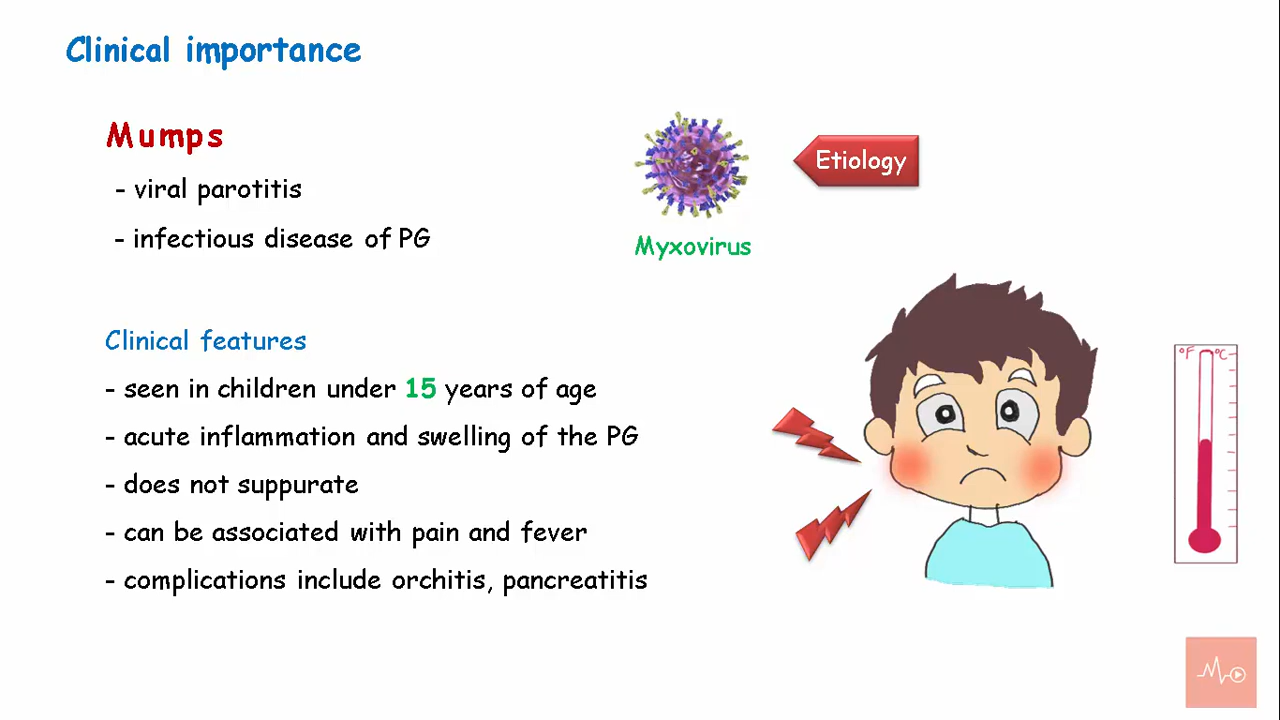 Clinical importance
Mumps
- viral parotitis
- infectious disease of PG
Etiology
Myxovirus
Clinical features
- seen in children under 15 years of age
- acute inflammation and swelling of the PG
- does not suppurate
- can be associated with pain and fever
- complications include orchitis, pancreatitis
°F °C